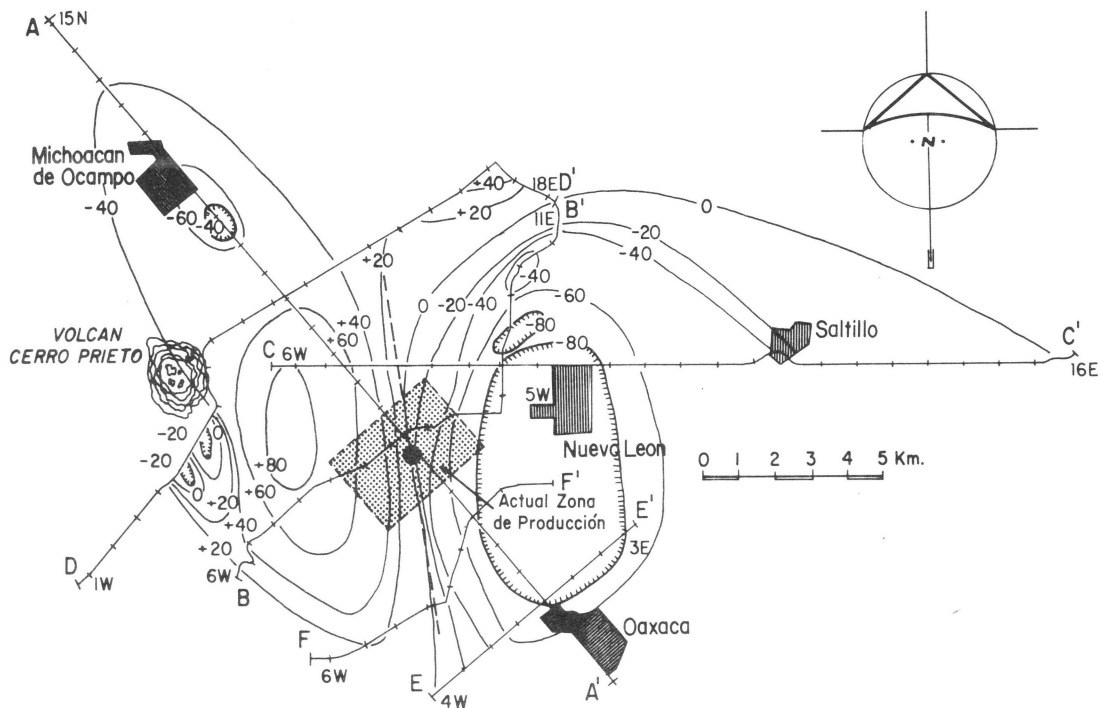 A
15N
Michoacan
de Ocampo
-40
-60
-40
+40
18E D'
+20
11E
B'
0
-20
-40
N
+20
0
-20
-40
-40
-60
-80
-80
+40
+60
VOLCAN
CERRO PRIETO
C
6W
Saltillo
C'
16E
5W
Nuevo Leon
-20
0
-20
+80
+60
0
+20
+40
+20
0 1 2 3 4 5 Km.
F'
Actual Zona
de Producción
E'
3E
D
1W
6W
B
F
6W
E
4W
Oaxaca
A'